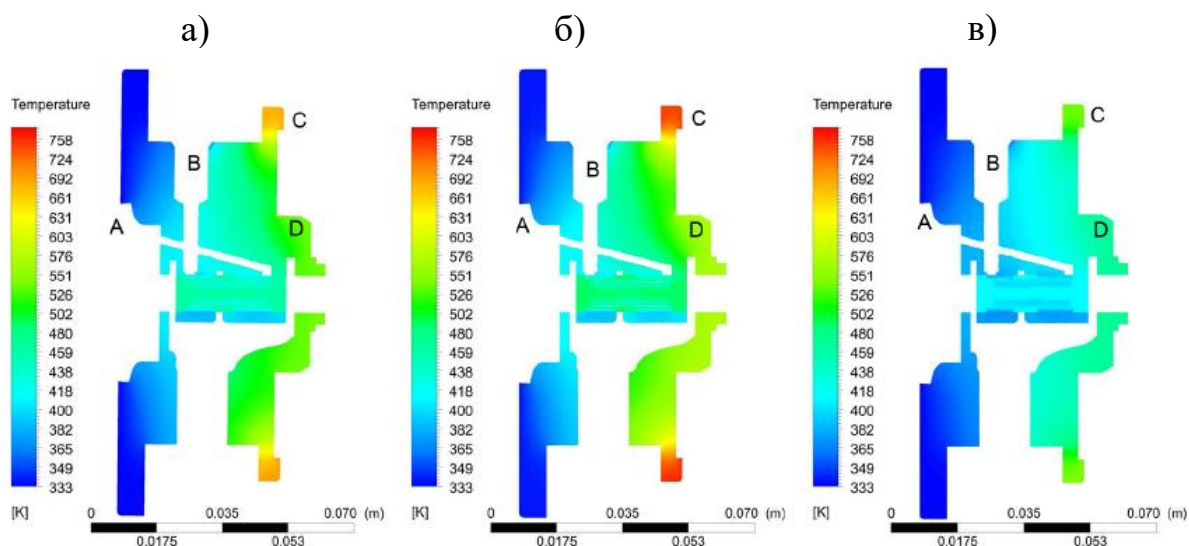 а) б) в)
Temperature
758
724
692
661
631
603
576
551
526
502
480
459
438
418
400
382
365
349
333
[K]
A
B
C
D
0 0.035 0.070 (m)
0.0175 0.053
Temperature
758
724
692
661
631
603
576
551
526
502
480
459
438
418
400
382
365
349
333
[K]
A
B
C
D
0 0.035 0.070 (m)
0.0175 0.053
Temperature
758
724
692
661
631
603
576
551
526
502
480
459
438
418
400
382
365
349
333
[K]
A
B
C
D
0 0.035 0.070 (m)
0.0175 0.053